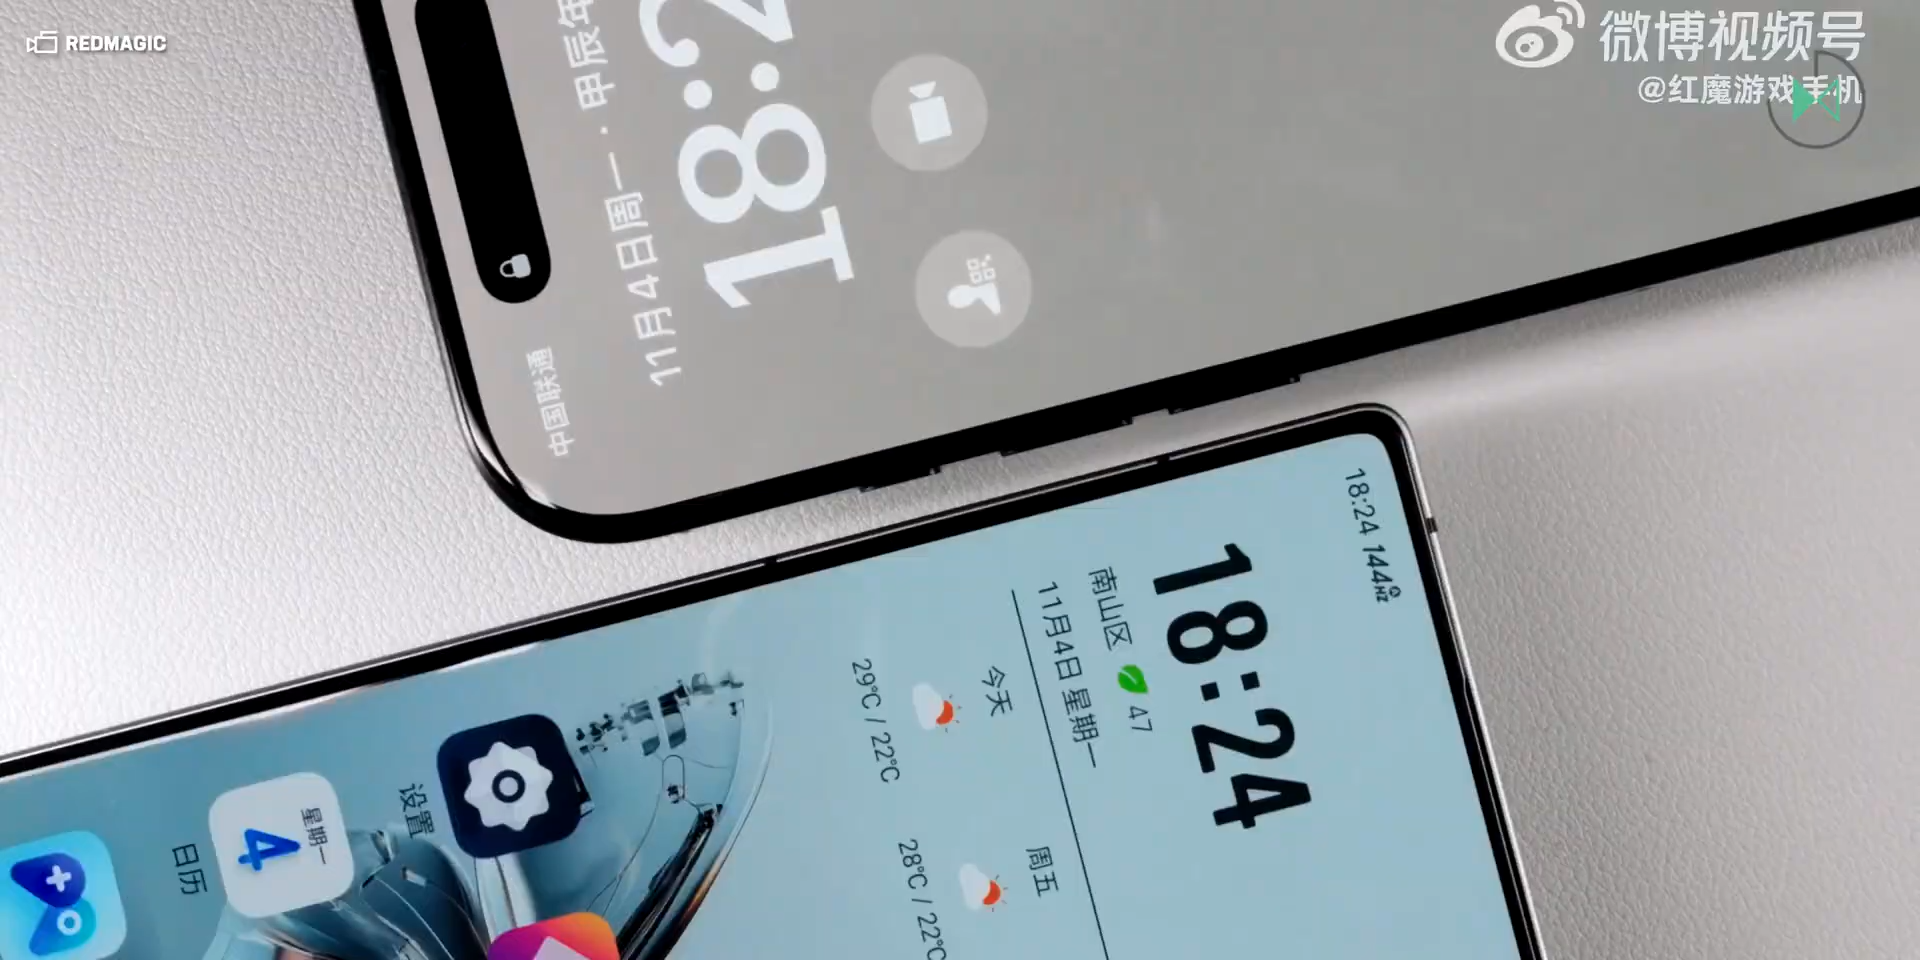 REDMAGIC
微博视频号
@红魔游戏手机
中国联通
11月4日周一 · 甲辰年
18:2
18:24 144HZ
18:24
南山区 47
11月4日 星期一
今天
29℃ / 22℃
周五
28℃ / 22℃
设置
星期一
4
日历